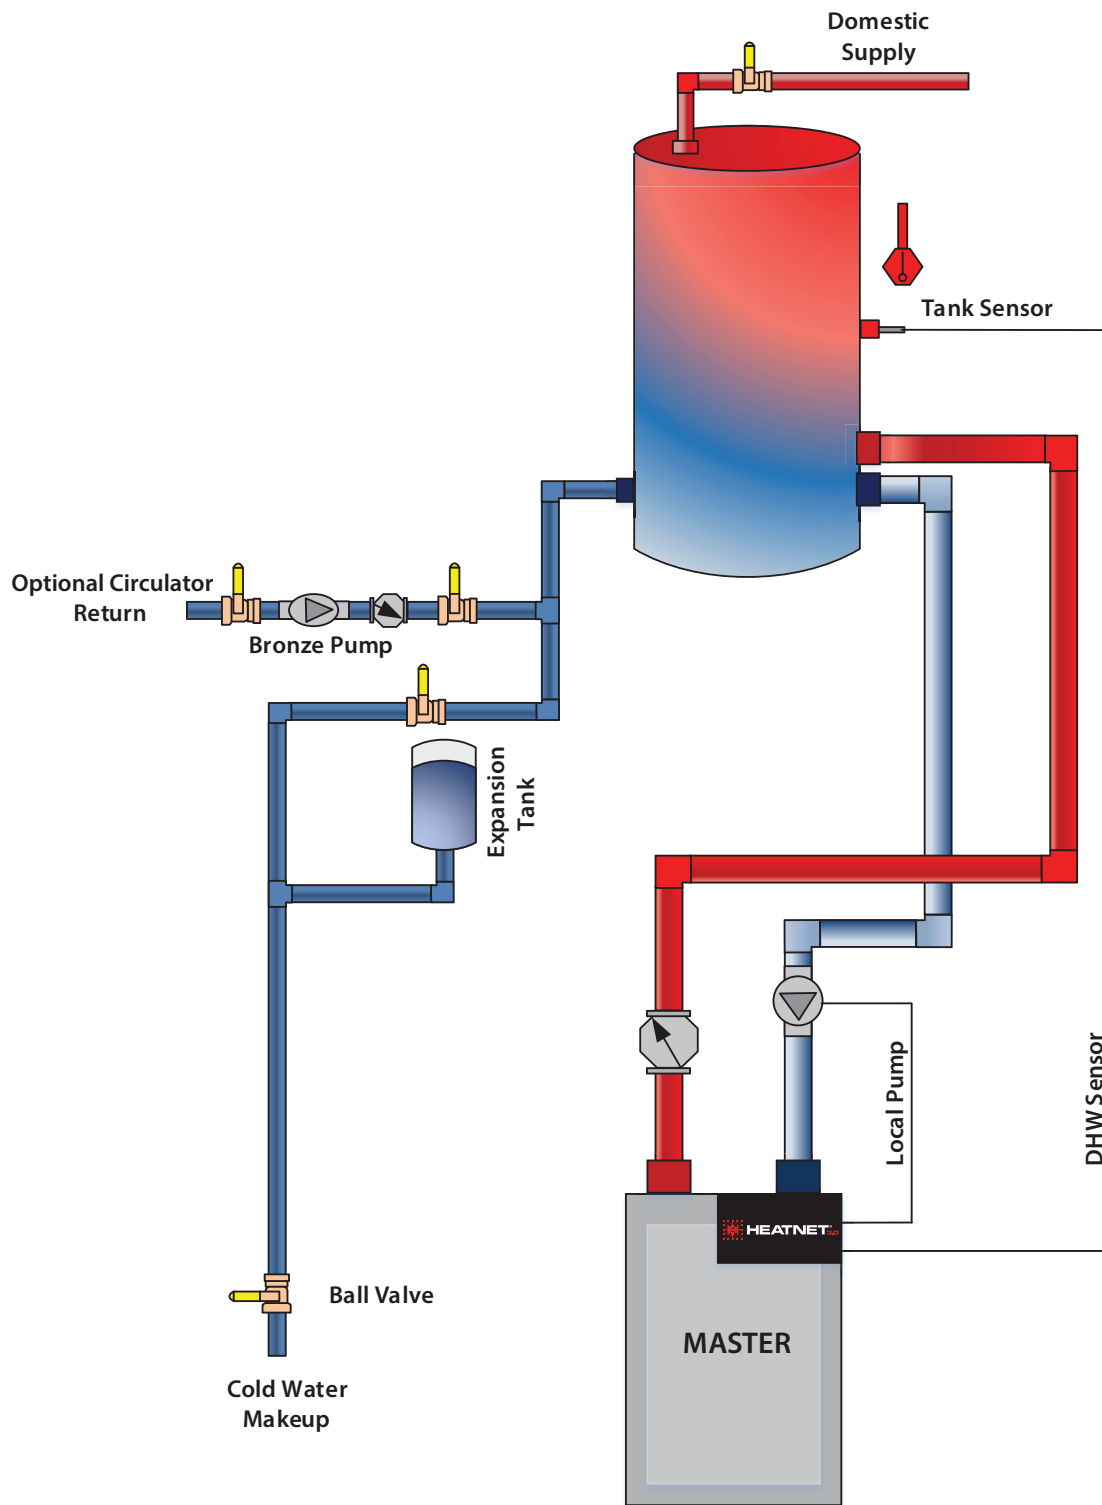 Domestic
Supply
Tank Sensor
Optional Circulator
Return
Bronze Pump
Expansion
Tank
Local Pump
DHW Sensor
HEATNET
Ball Valve
MASTER
Cold Water
Makeup